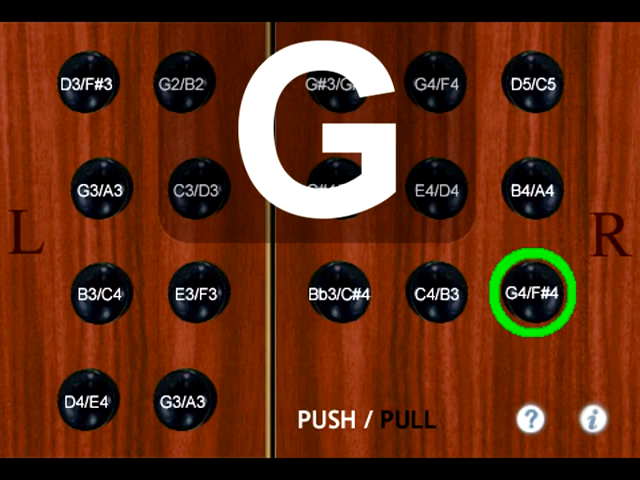 G
D3/F#3 G2/B2 G#3/G G4/F4 D5/C5
G3/A3 C3/D3 E4/D4 B4/A4
L R
B3/C4 E3/F3 Bb3/C#4 C4/B3 G4/F#4
D4/E4 G3/A3 PUSH / PULL ? i